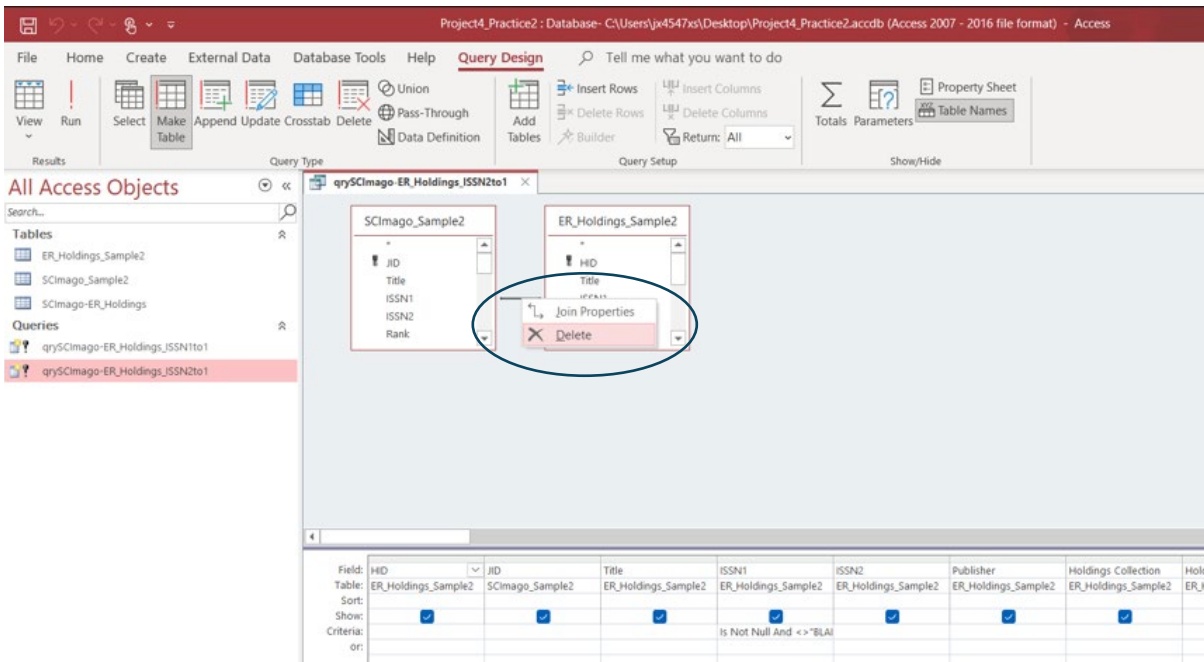 Project4_Practice2 : Database- C:\Users\jx4547xs\Desktop\Project4_Practice2.accdb (Access 2007 - 2016 file format) - Access
File Home Create External Data Database Tools Help Query Design Tell me what you want to do
View Run Select Make Table Append Update Crosstab Delete
Union
Pass-Through
Data Definition
Add Tables
Insert Rows
Delete Rows
Builder
Insert Columns
Delete Columns
Return: All
Totals Parameters
Property Sheet
Table Names
Results Query Type Query Setup Show/Hide
All Access Objects
Search...
Tables
ER_Holdings_Sample2
SCImago_Sample2
SCImago-ER_Holdings
Queries
qrySCImago-ER_Holdings_ISSN1to1
qrySCImago-ER_Holdings_ISSN2to1
qrySCImago-ER_Holdings_ISSN2to1
SCImago_Sample2
*
JID
Title
ISSN1
ISSN2
Rank
ER_Holdings_Sample2
*
HID
Title
Join Properties
Delete
Field: HID JID Title ISSN1 ISSN2 Publisher Holdings Collection
Table: ER_Holdings_Sample2 SCImago_Sample2 ER_Holdings_Sample2 ER_Holdings_Sample2 ER_Holdings_Sample2 ER_Holdings_Sample2 ER_Holdings_Sample2
Sort:
Show:
Criteria: Is Not Null And <>"BLA
or: